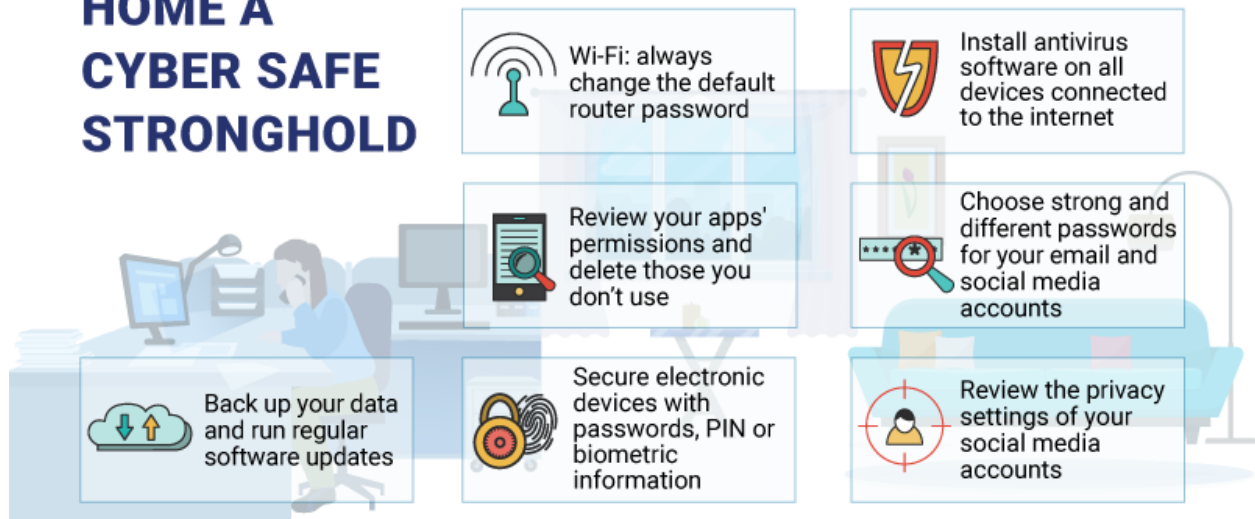 HOME A
CYBER SAFE
STRONGHOLD
Wi-Fi: always
change the default
router password
Install antivirus
software on all
devices connected
to the internet
Review your apps'
permissions and
delete those you
don't use
Choose strong and
different passwords
for your email and
social media
accounts
Back up your data
and run regular
software updates
Secure electronic
devices with
passwords, PIN or
biometric
information
Review the privacy
settings of your
social media
accounts